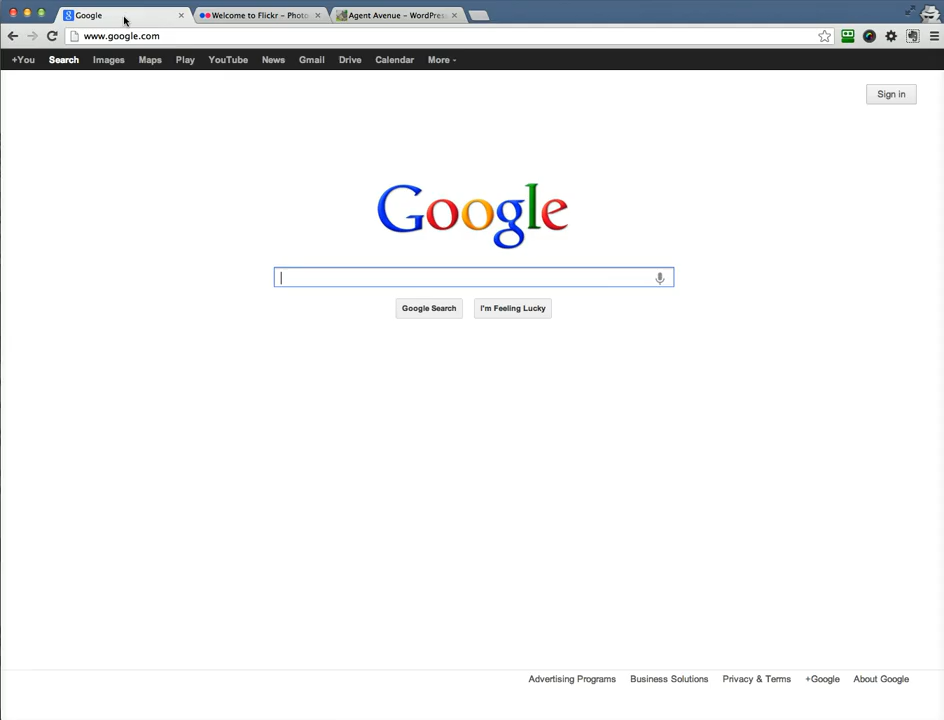 Google
Welcome to Flickr - Photo
Agent Avenue - WordPres
www.google.com
+You Search Images Maps Play YouTube News Gmail Drive Calendar More
Sign in
Google
Google Search I'm Feeling Lucky
Advertising Programs Business Solutions Privacy & Terms +Google About Google